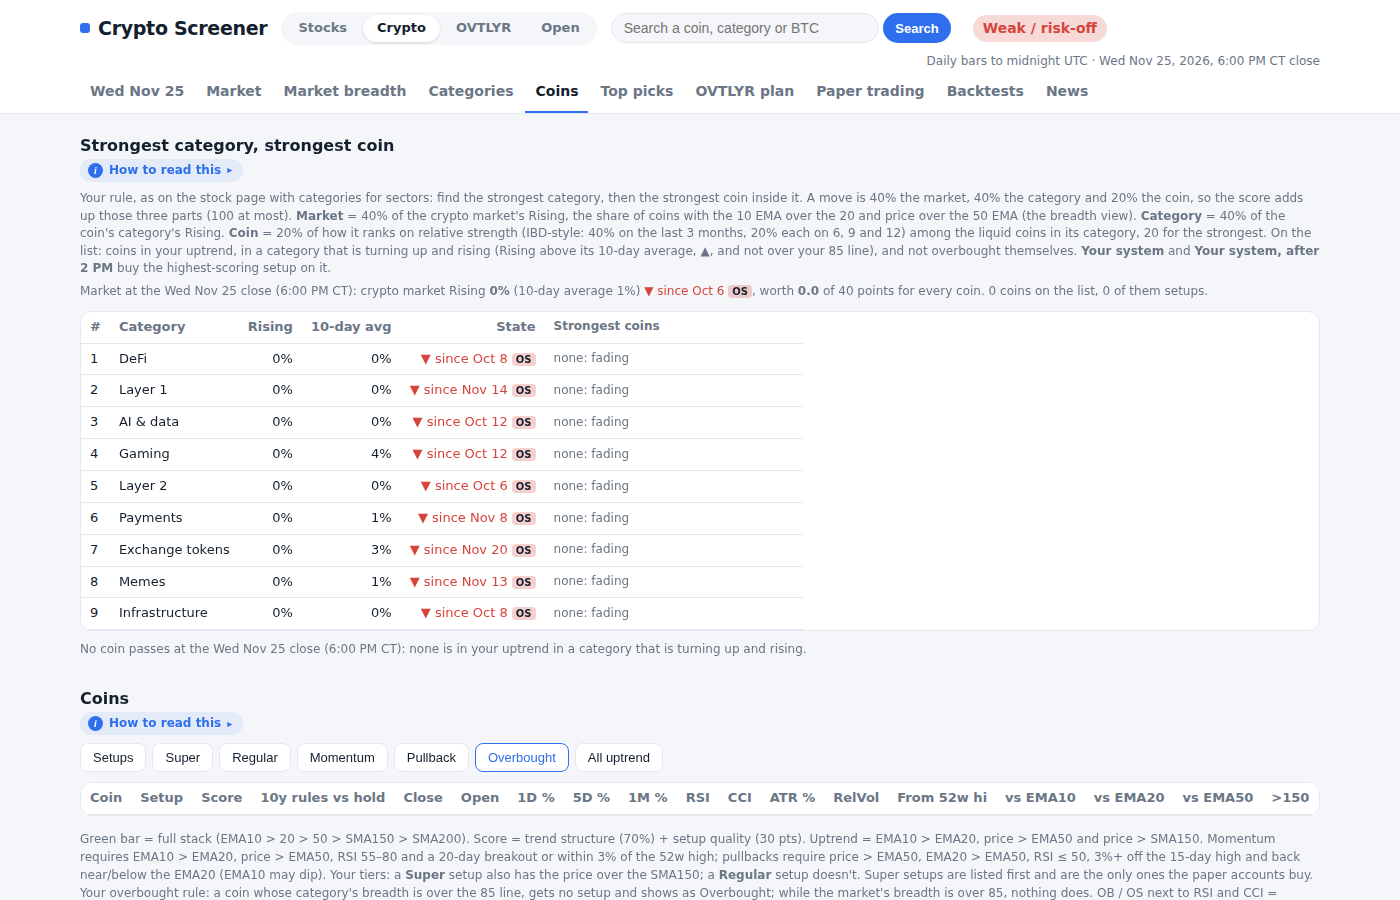 Crypto Screener
Stocks Crypto OVTLYR Open
Search a coin, category or BTC Search
Weak / risk-off
Daily bars to midnight UTC · Wed Nov 25, 2026, 6:00 PM CT close
Wed Nov 25 Market Market breadth Categories Coins Top picks OVTLYR plan Paper trading Backtests News
Strongest category, strongest coin
i How to read this ▸
Your rule, as on the stock page with categories for sectors: find the strongest category, then the strongest coin inside it. A move is 40% the market, 40% the category and 20% the coin, so the score adds
up those three parts (100 at most). Market = 40% of the crypto market's Rising, the share of coins with the 10 EMA over the 20 and price over the 50 EMA (the breadth view). Category = 40% of the
coin's category's Rising. Coin = 20% of how it ranks on relative strength (IBD-style: 40% on the last 3 months, 20% each on 6, 9 and 12) among the liquid coins in its category, 20 for the strongest. On the
list: coins in your uptrend, in a category that is turning up and rising (Rising above its 10-day average, ▲, and not over your 85 line), and not overbought themselves. Your system and Your system, after
2 PM buy the highest-scoring setup on it.
Market at the Wed Nov 25 close (6:00 PM CT): crypto market Rising 0% (10-day average 1%) ▼ since Oct 6 OS, worth 0.0 of 40 points for every coin. 0 coins on the list, 0 of them setups.
# Category Rising 10-day avg State Strongest coins
1 DeFi 0% 0% ▼ since Oct 8 OS none: fading
2 Layer 1 0% 0% ▼ since Nov 14 OS none: fading
3 AI & data 0% 0% ▼ since Oct 12 OS none: fading
4 Gaming 0% 4% ▼ since Oct 12 OS none: fading
5 Layer 2 0% 0% ▼ since Oct 6 OS none: fading
6 Payments 0% 1% ▼ since Nov 8 OS none: fading
7 Exchange tokens 0% 3% ▼ since Nov 20 OS none: fading
8 Memes 0% 1% ▼ since Nov 13 OS none: fading
9 Infrastructure 0% 0% ▼ since Oct 8 OS none: fading
No coin passes at the Wed Nov 25 close (6:00 PM CT): none is in your uptrend in a category that is turning up and rising.
Coins
i How to read this ▸
Setups Super Regular Momentum Pullback Overbought All uptrend
Coin Setup Score 10y rules vs hold Close Open 1D % 5D % 1M % RSI CCI ATR % RelVol From 52w hi vs EMA10 vs EMA20 vs EMA50 >150
Green bar = full stack (EMA10 > 20 > 50 > SMA150 > SMA200). Score = trend structure (70%) + setup quality (30 pts). Uptrend = EMA10 > EMA20, price > EMA50 and price > SMA150. Momentum
requires EMA10 > EMA20, price > EMA50, RSI 55–80 and a 20-day breakout or within 3% of the 52w high; pullbacks require price > EMA50, EMA20 > EMA50, RSI ≤ 50, 3%+ off the 15-day high and back
near/below the EMA20 (EMA10 may dip). Your tiers: a Super setup also has the price over the SMA150; a Regular setup doesn't. Super setups are listed first and are the only ones the paper accounts buy.
Your overbought rule: a coin whose category's breadth is over the 85 line, gets no setup and shows as Overbought; while the market's breadth is over 85, nothing does. OB / OS next to RSI and CCI =